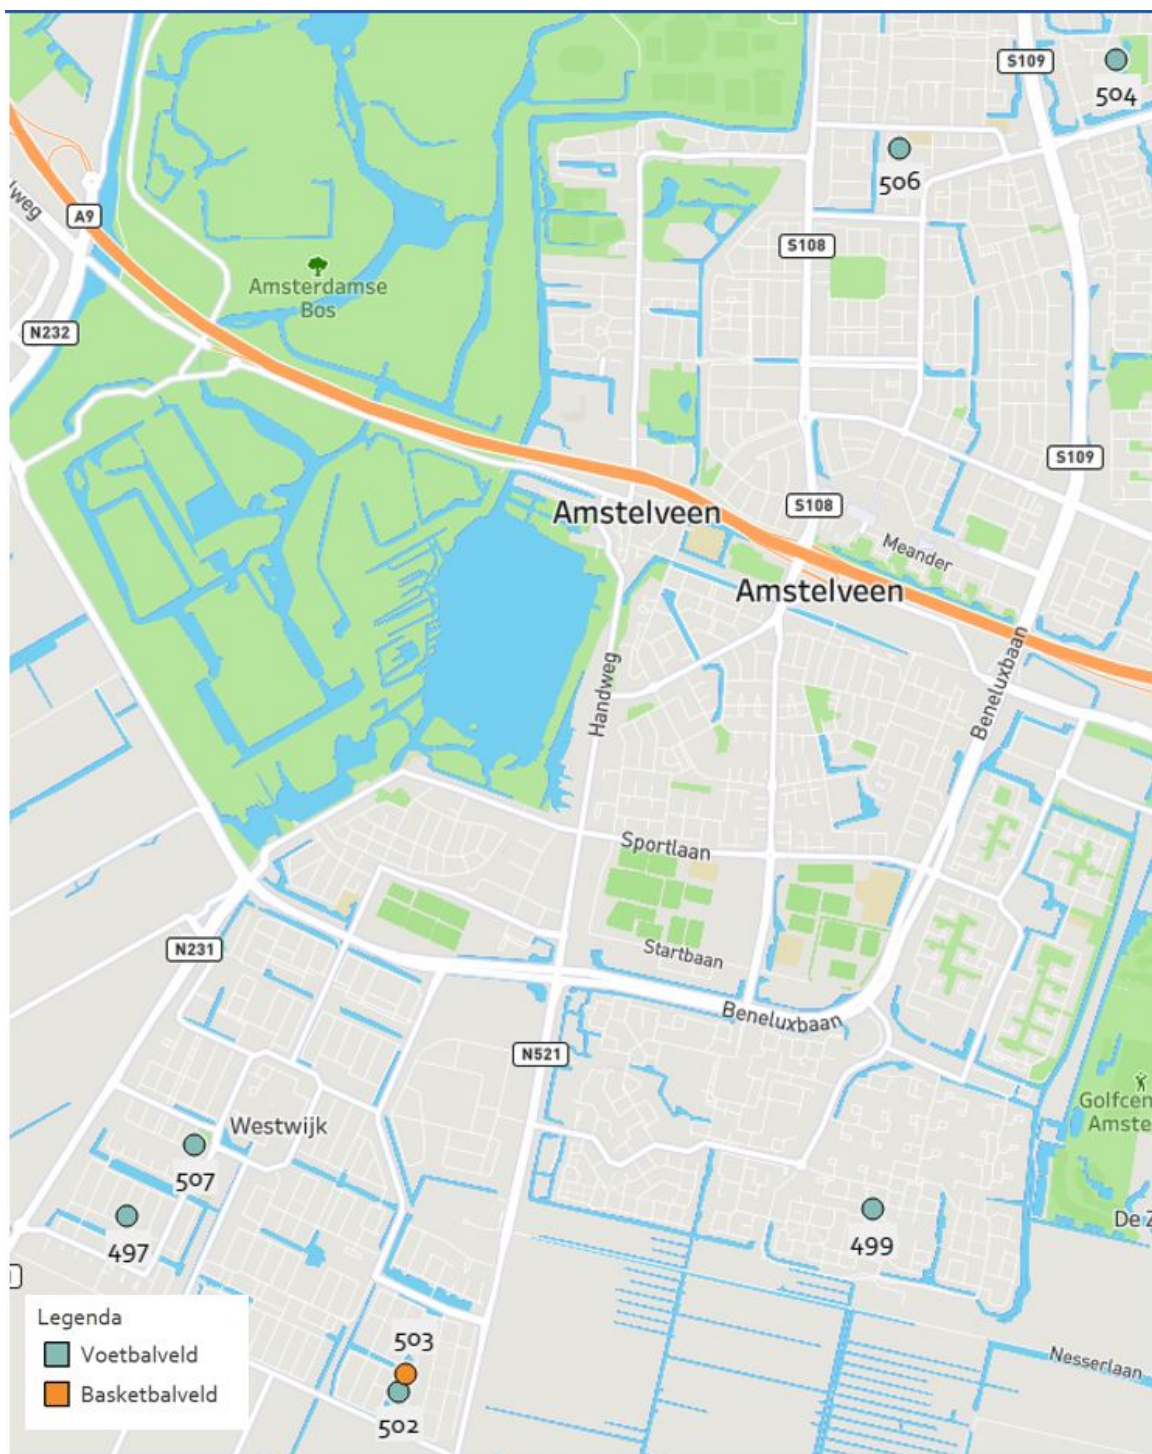 S109
504
506
lweg
A9
S108
Amsterdamse
Bos
N232
S109
S108
Amstelveen
Meander
Amstelveen
Beneluxbaan
Handweg
Sportlaan
N231
Startbaan
Beneluxbaan
N521
Golfcen
Amste
Westwijk
507
497
499
De Z
Legenda
Voetbalveld
Basketbalveld
503
502
Nesserlaan